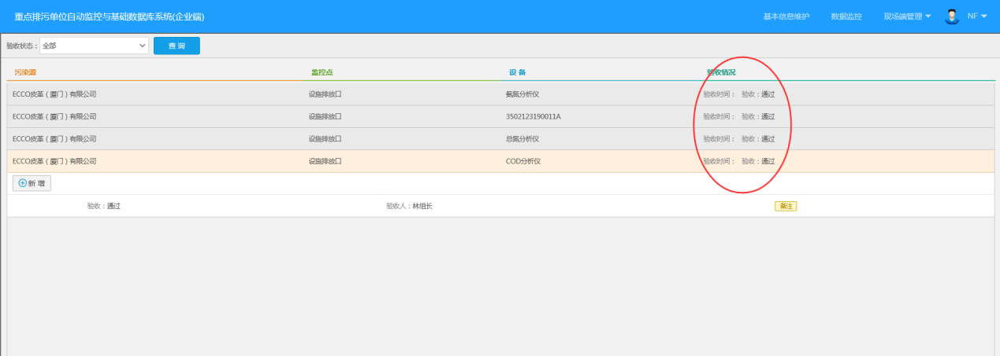 重点排污单位自动监控与基础数据库系统(企业端) 基本信息维护 数据监控 现场端管理 NF
验收状态： 全部 查 询
污染源 监控点 设 备 验收情况
ECCO皮革（厦门）有限公司 设施排放口 氨氮分析仪 验收时间： 验收：通过
ECCO皮革（厦门）有限公司 设施排放口 3502123190011A 验收时间： 验收：通过
ECCO皮革（厦门）有限公司 设施排放口 总氮分析仪 验收时间： 验收：通过
ECCO皮革（厦门）有限公司 设施排放口 COD分析仪 验收时间： 验收：通过
新 增
验收：通过 验收人：林组长 备注